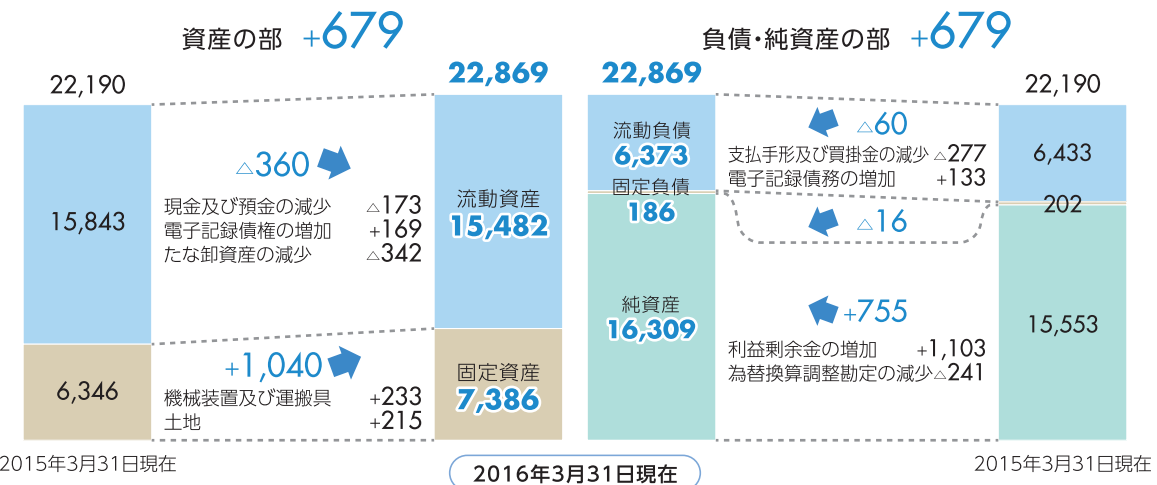 資産の部 +679
22,190
22,869
15,843
△360
現金及び預金の減少 △173
電子記録債権の増加 +169
たな卸資産の減少 △342
流動資産
15,482
6,346
+1,040
機械装置及び運搬具 +233
土地 +215
固定資産
7,386
2015年3月31日現在
2016年3月31日現在
負債・純資産の部 +679
22,869
22,190
流動負債
6,373
△60
支払手形及び買掛金の減少 △277
電子記録債務の増加 +133
6,433
固定負債
186
△16
202
純資産
16,309
+755
利益剰余金の増加 +1,103
為替換算調整勘定の減少 △241
15,553
2015年3月31日現在